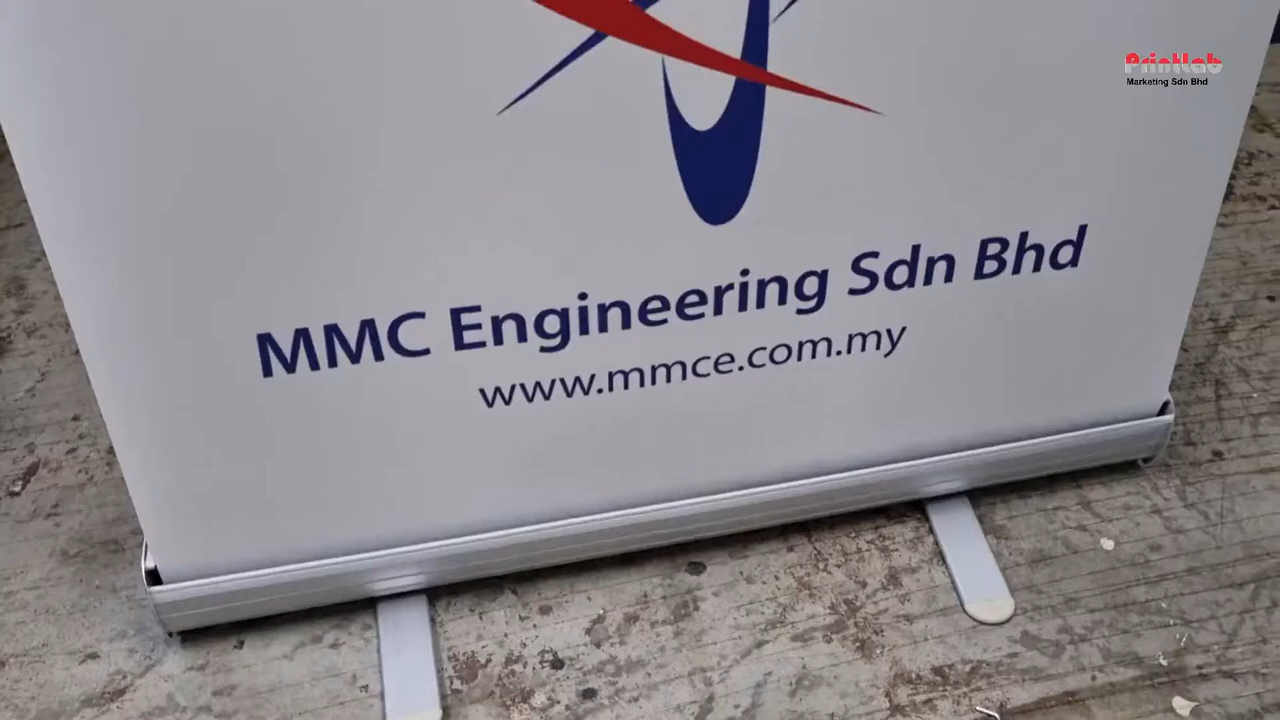 Printlab
Marketing Sdn Bhd
MMC Engineering Sdn Bhd
www.mmce.com.my